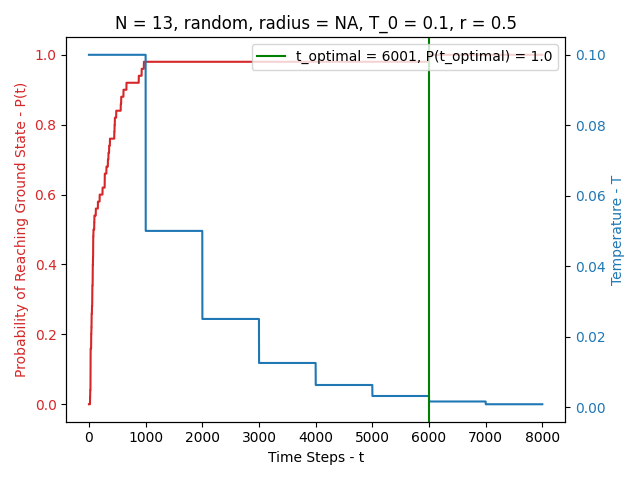 N = 13, random, radius = NA, T_0 = 0.1, r = 0.5
t_optimal = 6001, P(t_optimal) = 1.0
Probability of Reaching Ground State - P(t)
1.0
0.8
0.6
0.4
0.2
0.0
0.10
0.08
0.06
0.04
0.02
0.00
Temperature - T
0 1000 2000 3000 4000 5000 6000 7000 8000
Time Steps - t